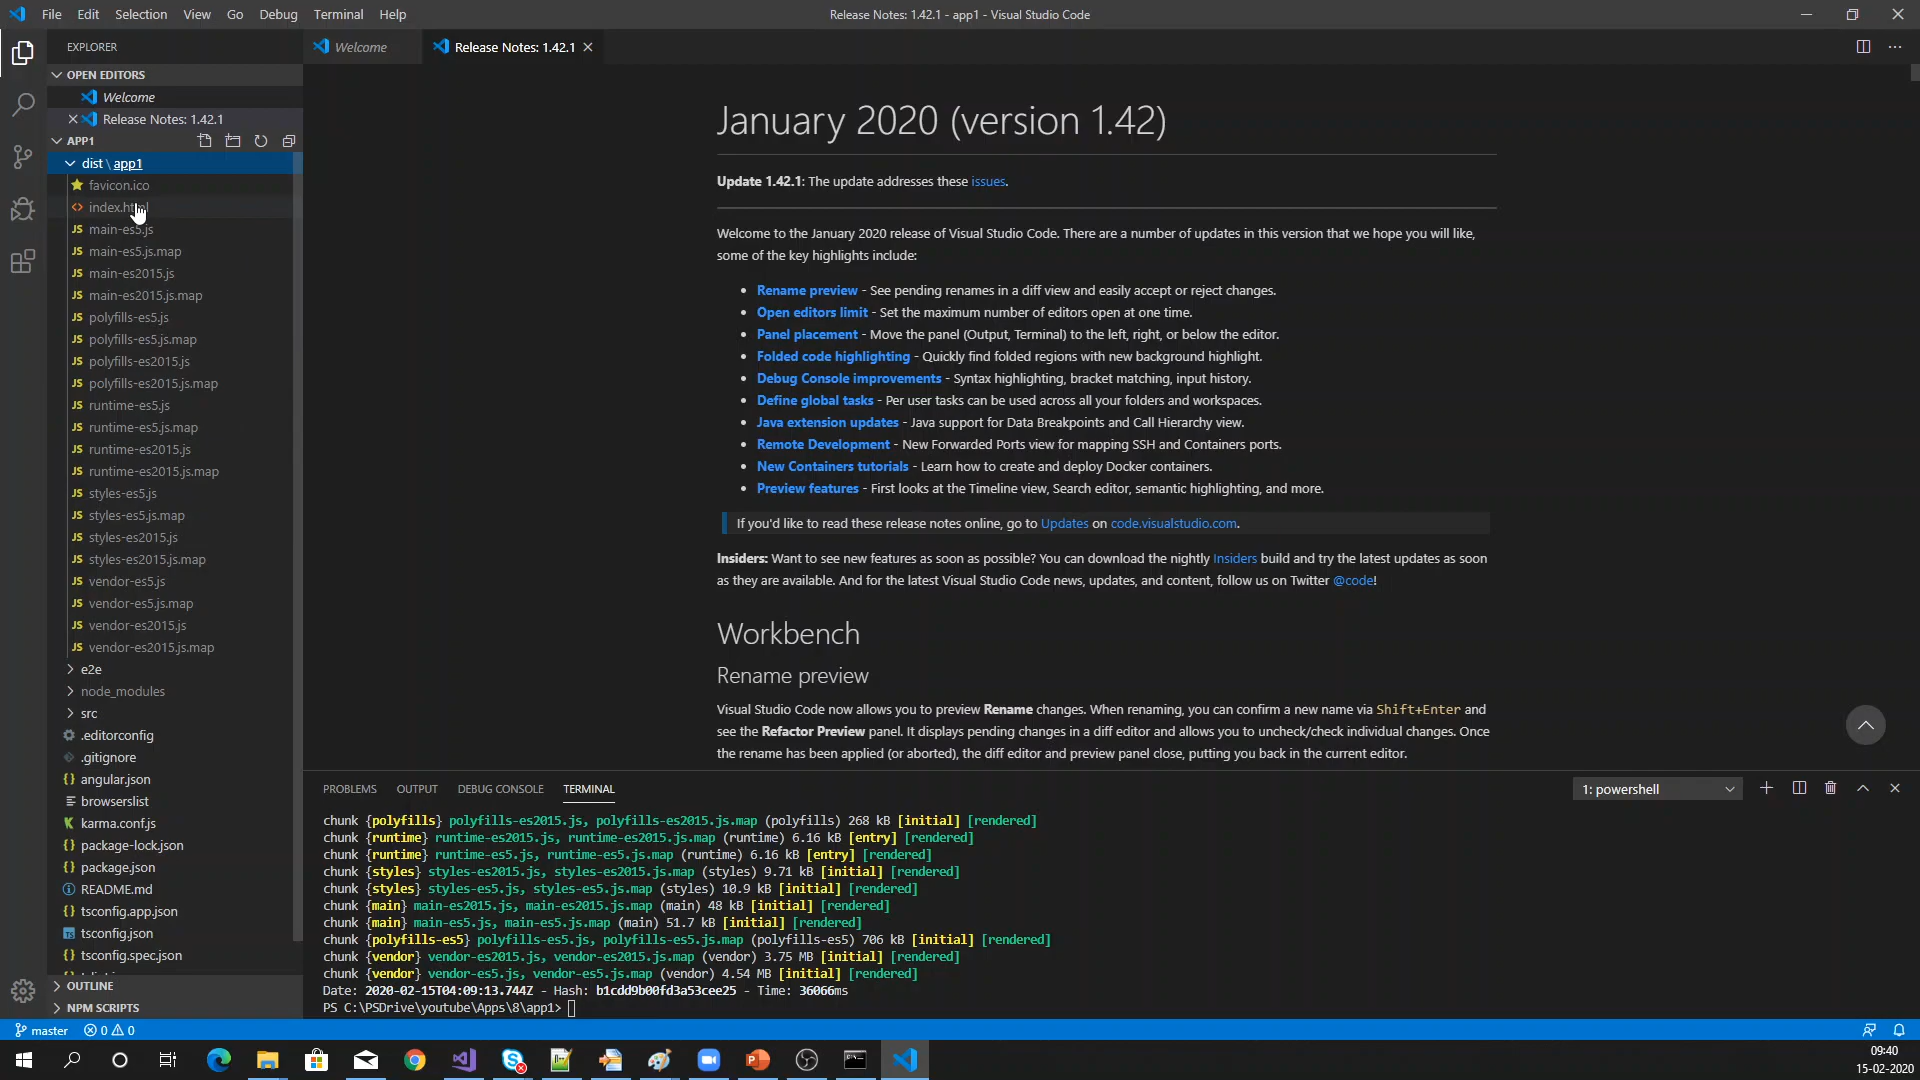 File Edit Selection View Go Debug Terminal Help
Release Notes: 1.42.1 - app1 - Visual Studio Code
EXPLORER
OPEN EDITORS
Welcome
Release Notes: 1.42.1
APP1
dist \ app1
favicon.ico
index.html
main-es5.js
main-es5.js.map
main-es2015.js
main-es2015.js.map
polyfills-es5.js
polyfills-es5.js.map
polyfills-es2015.js
polyfills-es2015.js.map
runtime-es5.js
runtime-es5.js.map
runtime-es2015.js
runtime-es2015.js.map
styles-es5.js
styles-es5.js.map
styles-es2015.js
styles-es2015.js.map
vendor-es5.js
vendor-es5.js.map
vendor-es2015.js
vendor-es2015.js.map
e2e
node_modules
src
.editorconfig
.gitignore
angular.json
browserslist
karma.conf.js
package-lock.json
package.json
README.md
tsconfig.app.json
tsconfig.json
tsconfig.spec.json
OUTLINE
NPM SCRIPTS
Welcome
Release Notes: 1.42.1
January 2020 (version 1.42)
Update 1.42.1: The update addresses these issues.
Welcome to the January 2020 release of Visual Studio Code. There are a number of updates in this version that we hope you will like,
some of the key highlights include:
• Rename preview - See pending renames in a diff view and easily accept or reject changes.
• Open editors limit - Set the maximum number of editors open at one time.
• Panel placement - Move the panel (Output, Terminal) to the left, right, or below the editor.
• Folded code highlighting - Quickly find folded regions with new background highlight.
• Debug Console improvements - Syntax highlighting, bracket matching, input history.
• Define global tasks - Per user tasks can be used across all your folders and workspaces.
• Java extension updates - Java support for Data Breakpoints and Call Hierarchy view.
• Remote Development - New Forwarded Ports view for mapping SSH and Containers ports.
• New Containers tutorials - Learn how to create and deploy Docker containers.
• Preview features - First looks at the Timeline view, Search editor, semantic highlighting, and more.
If you'd like to read these release notes online, go to Updates on code.visualstudio.com.
Insiders: Want to see new features as soon as possible? You can download the nightly Insiders build and try the latest updates as soon
as they are available. And for the latest Visual Studio Code news, updates, and content, follow us on Twitter @code!
Workbench
Rename preview
Visual Studio Code now allows you to preview Rename changes. When renaming, you can confirm a new name via Shift+Enter and
see the Refactor Preview panel. It displays pending changes in a diff editor and allows you to uncheck/check individual changes. Once
the rename has been applied (or aborted), the diff editor and preview panel close, putting you back in the current editor.
PROBLEMS OUTPUT DEBUG CONSOLE TERMINAL
1: powershell
chunk {polyfills} polyfills-es2015.js, polyfills-es2015.js.map (polyfills) 268 kB [initial] [rendered]
chunk {runtime} runtime-es2015.js, runtime-es2015.js.map (runtime) 6.16 kB [entry] [rendered]
chunk {runtime} runtime-es5.js, runtime-es5.js.map (runtime) 6.16 kB [entry] [rendered]
chunk {styles} styles-es2015.js, styles-es2015.js.map (styles) 9.71 kB [initial] [rendered]
chunk {styles} styles-es5.js, styles-es5.js.map (styles) 10.9 kB [initial] [rendered]
chunk {main} main-es2015.js, main-es2015.js.map (main) 48 kB [initial] [rendered]
chunk {main} main-es5.js, main-es5.js.map (main) 51.7 kB [initial] [rendered]
chunk {polyfills-es5} polyfills-es5.js, polyfills-es5.js.map (polyfills-es5) 706 kB [initial] [rendered]
chunk {vendor} vendor-es2015.js, vendor-es2015.js.map (vendor) 3.75 MB [initial] [rendered]
chunk {vendor} vendor-es5.js, vendor-es5.js.map (vendor) 4.54 MB [initial] [rendered]
Date: 2020-02-15T04:09:13.744Z - Hash: b1cdd9b00fd3a53cee25 - Time: 36066ms
PS C:\PSDrive\youtube\Apps\8\app1>
master 0 0
09:40
15-02-2020